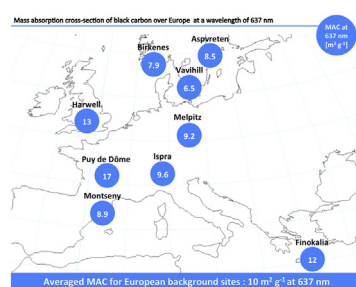 Mass absorption cross-section of black carbon over Europe at a wavelength of 637 nm
MAC at
637 nm
[m² g⁻¹]
Birkenes
7.9
Aspvreten
8.5
Vavihill
6.5
Harwell
13
Melpitz
9.2
Puy de Dôme
17
Ispra
9.6
Montseny
8.9
Finokalia
12
Averaged MAC for European background sites : 10 m² g⁻¹ at 637 nm